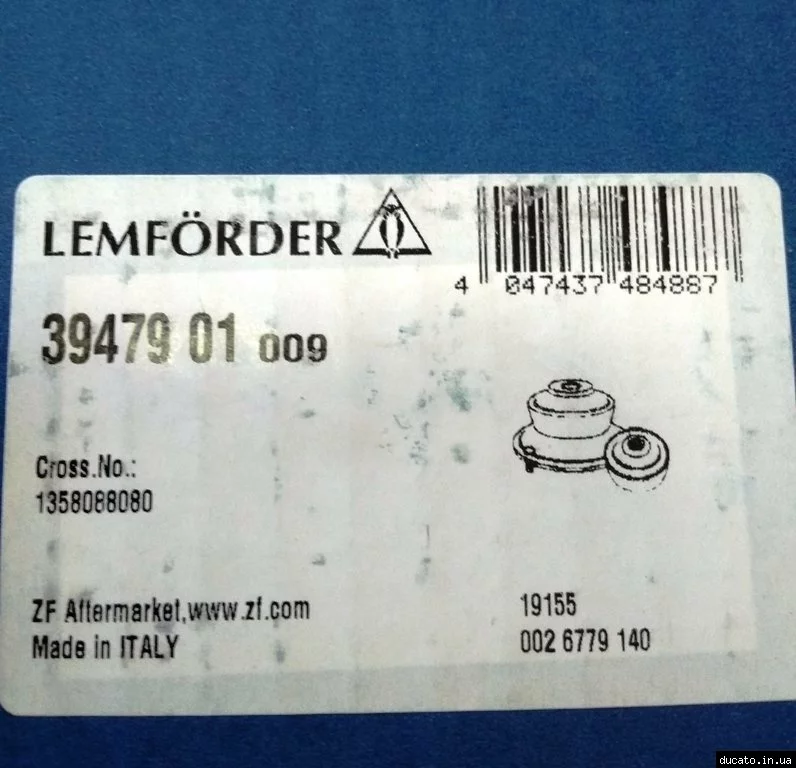 LEMFÖRDER
4 047437 484887
39479 01 009
Cross.No.:
1358088080
ZF Aftermarket,www.zf.com
Made in ITALY
19155
002 6779 140
ducato.in.ua